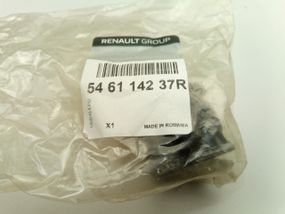 RENAULT GROUP
54 61 142 37R
X1
MADE IN ROMANIA